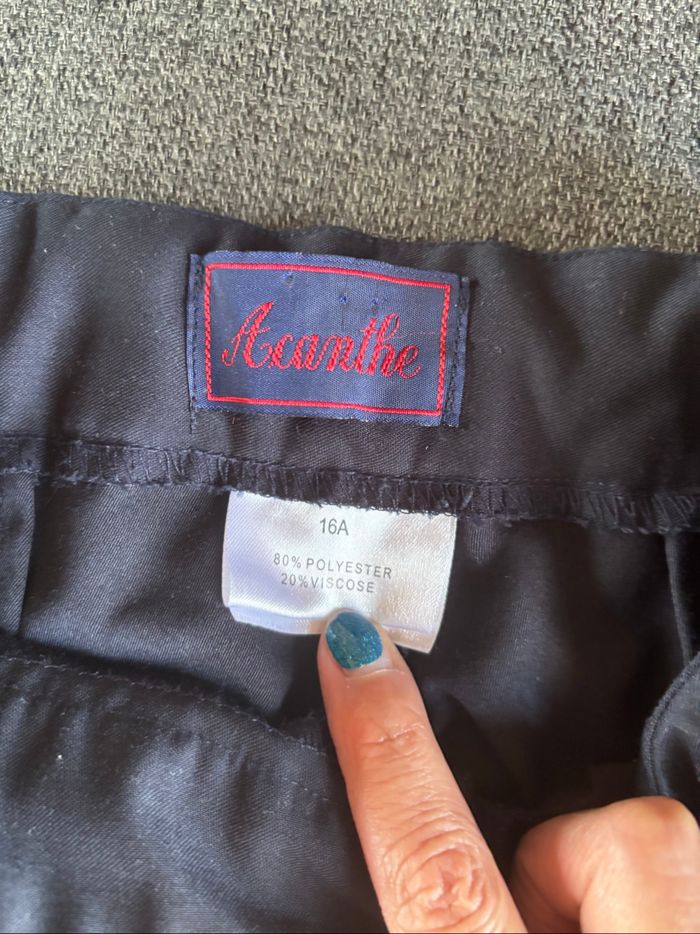 Acanthe
16A
80% POLYESTER
20%VISCOSE